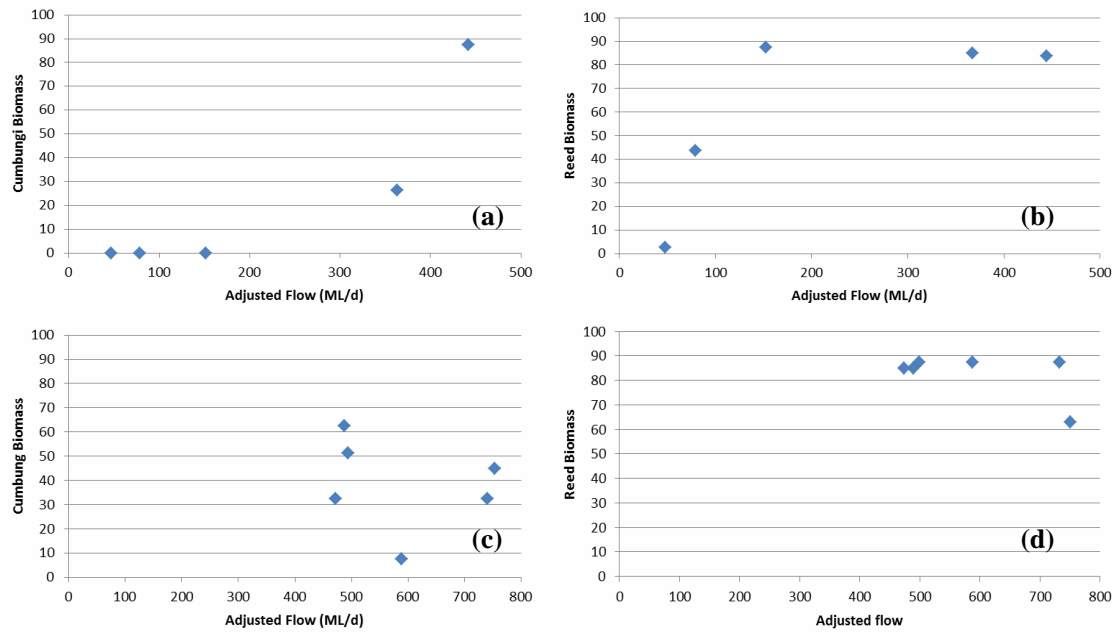 100
90
80
70
60
50
40
30
20
10
0
Cumbungi Biomass
0 100 200 300 400 500
Adjusted Flow (ML/d)
(a)
100
90
80
70
60
50
40
30
20
10
0
Reed Biomass
0 100 200 300 400 500
Adjusted Flow (ML/d)
(b)
100
90
80
70
60
50
40
30
20
10
0
Cumbung Biomass
0 100 200 300 400 500 600 700 800
Adjusted Flow (ML/d)
(c)
100
90
80
70
60
50
40
30
20
10
0
Reed Biomass
0 100 200 300 400 500 600 700 800
Adjusted flow
(d)